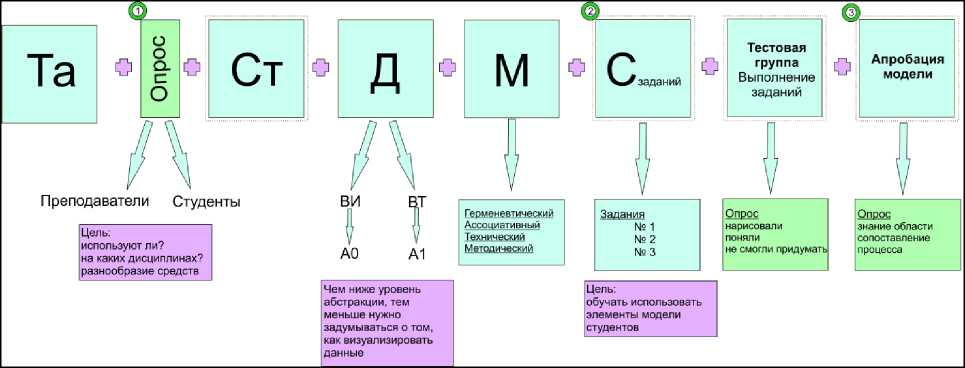 1
2
3
Та
Опрос
Ст
Д
М
С заданий
Тестовая
группа
Выполнение
заданий
Апробация
модели
Преподаватели
Студенты
Цель:
используют ли?
на каких дисциплинах?
разнообразие средств
ВИ
ВТ
А0
А1
Чем ниже уровень
абстракции, тем
меньше нужно
задумываться о том,
как визуализировать
данные
Герменевтический
Ассоциативный
Технический
Методический
Задания
№ 1
№ 2
№ 3
Цель:
обучать использовать
элементы модели
студентов
Опрос
нарисовали
поняли
не смогли придумать
Опрос
знание области
сопоставление
процесса